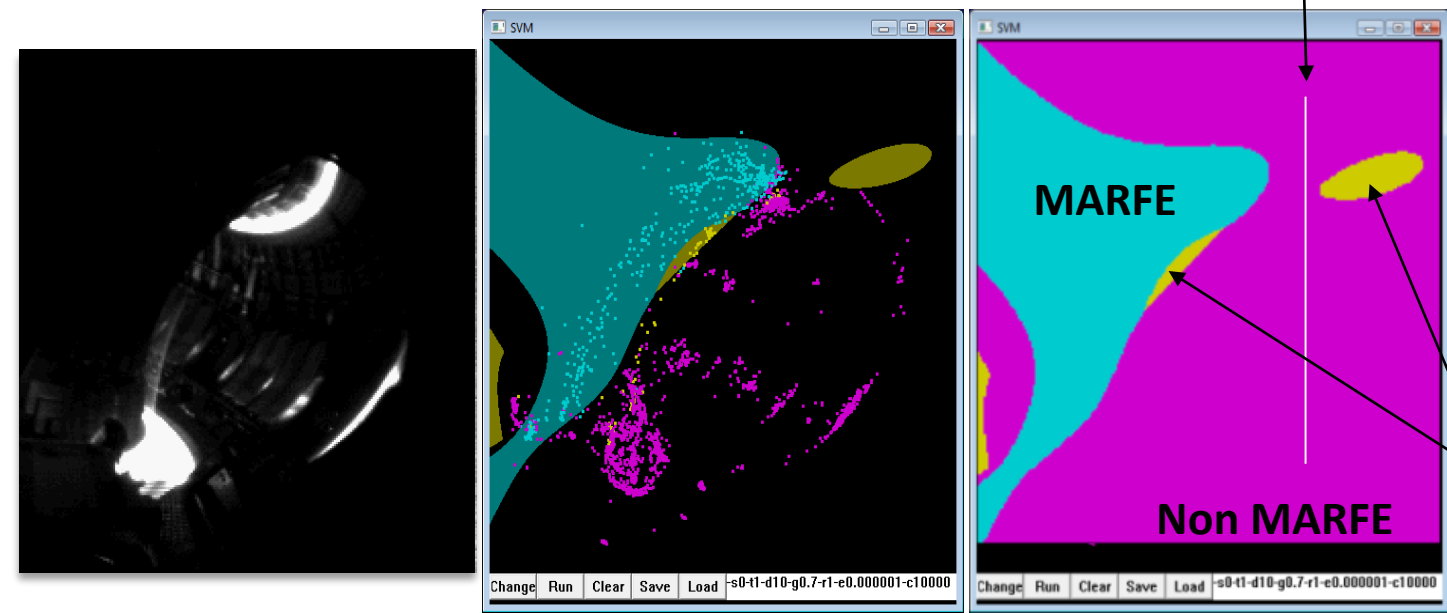 SVM
Change Run Clear Save Load -s0-t1-d10-g0.7-r1-e0.000001-c10000
SVM
MARFE
Non MARFE
Change Run Clear Save Load -s0-t1-d10-g0.7-r1-e0.000001-c10000